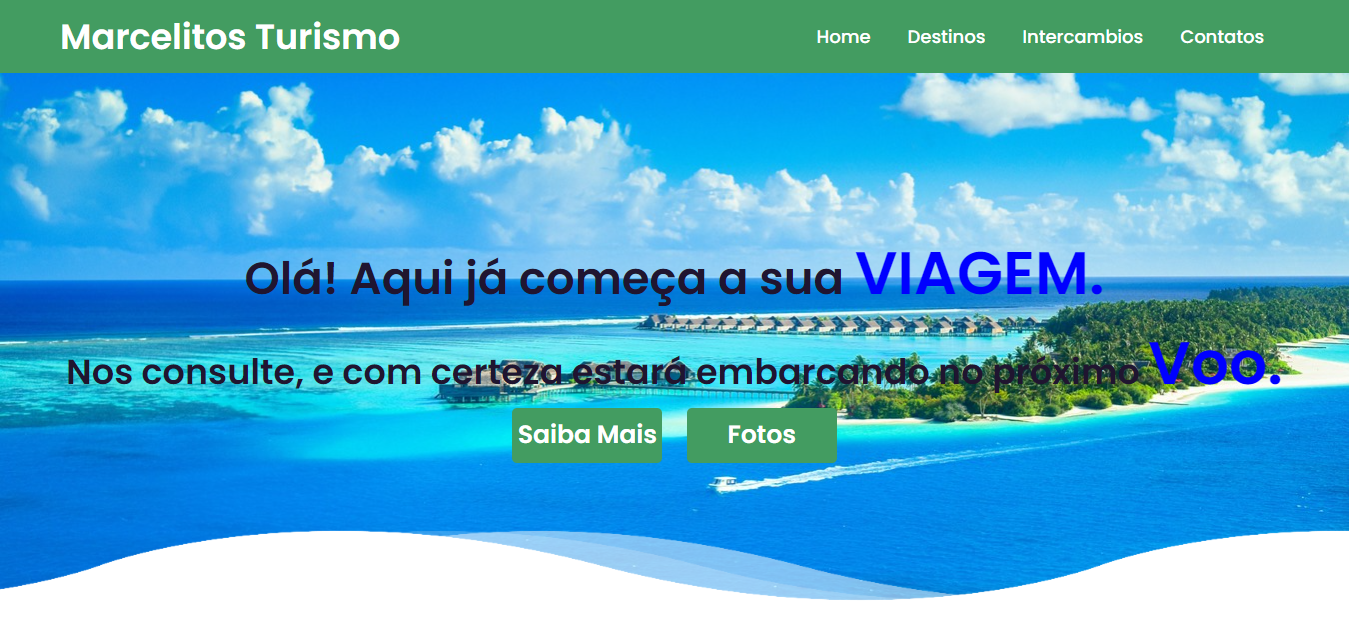 Marcelitos Turismo
Home Destinos Intercambios Contatos
Olá! Aqui já começa a sua VIAGEM.
Nos consulte, e com certeza estará embarcando no próximo Voo.
Saiba Mais Fotos